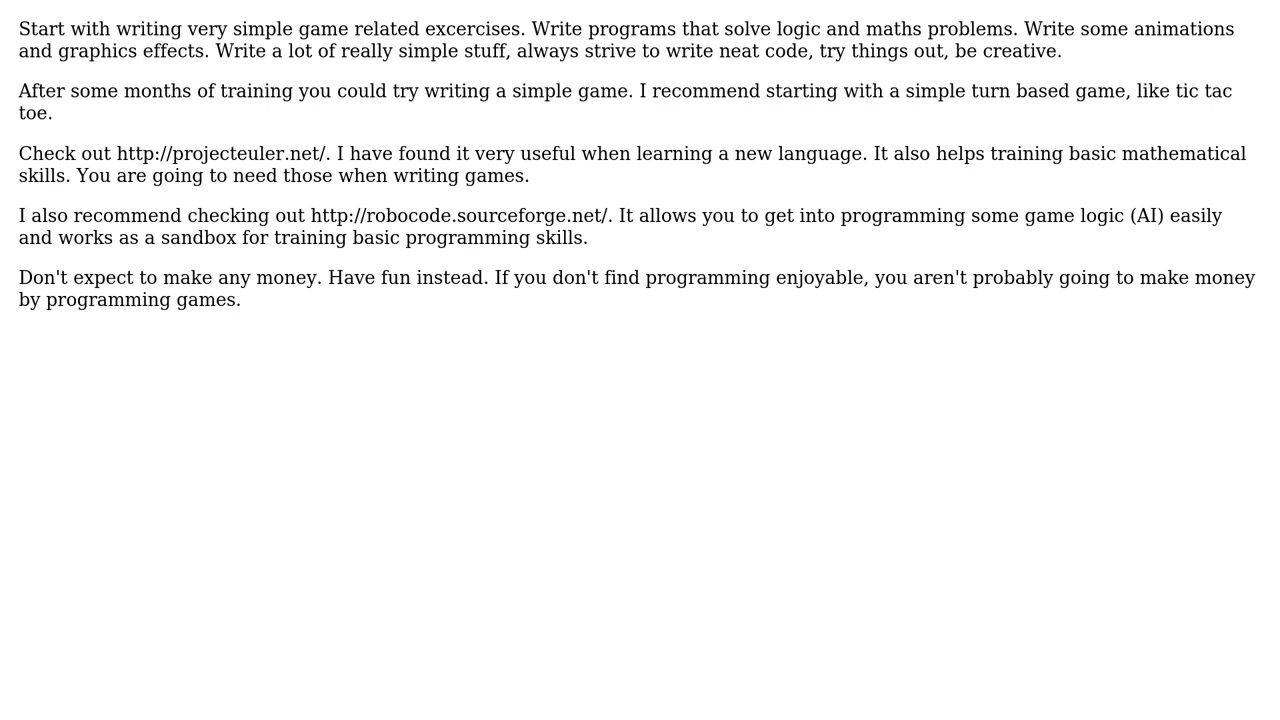 Start with writing very simple game related excercises. Write programs that solve logic and maths problems. Write some animations
and graphics effects. Write a lot of really simple stuff, always strive to write neat code, try things out, be creative.
After some months of training you could try writing a simple game. I recommend starting with a simple turn based game, like tic tac
toe.
Check out http://projecteuler.net/. I have found it very useful when learning a new language. It also helps training basic mathematical
skills. You are going to need those when writing games.
I also recommend checking out http://robocode.sourceforge.net/. It allows you to get into programming some game logic (AI) easily
and works as a sandbox for training basic programming skills.
Don't expect to make any money. Have fun instead. If you don't find programming enjoyable, you aren't probably going to make money
by programming games.